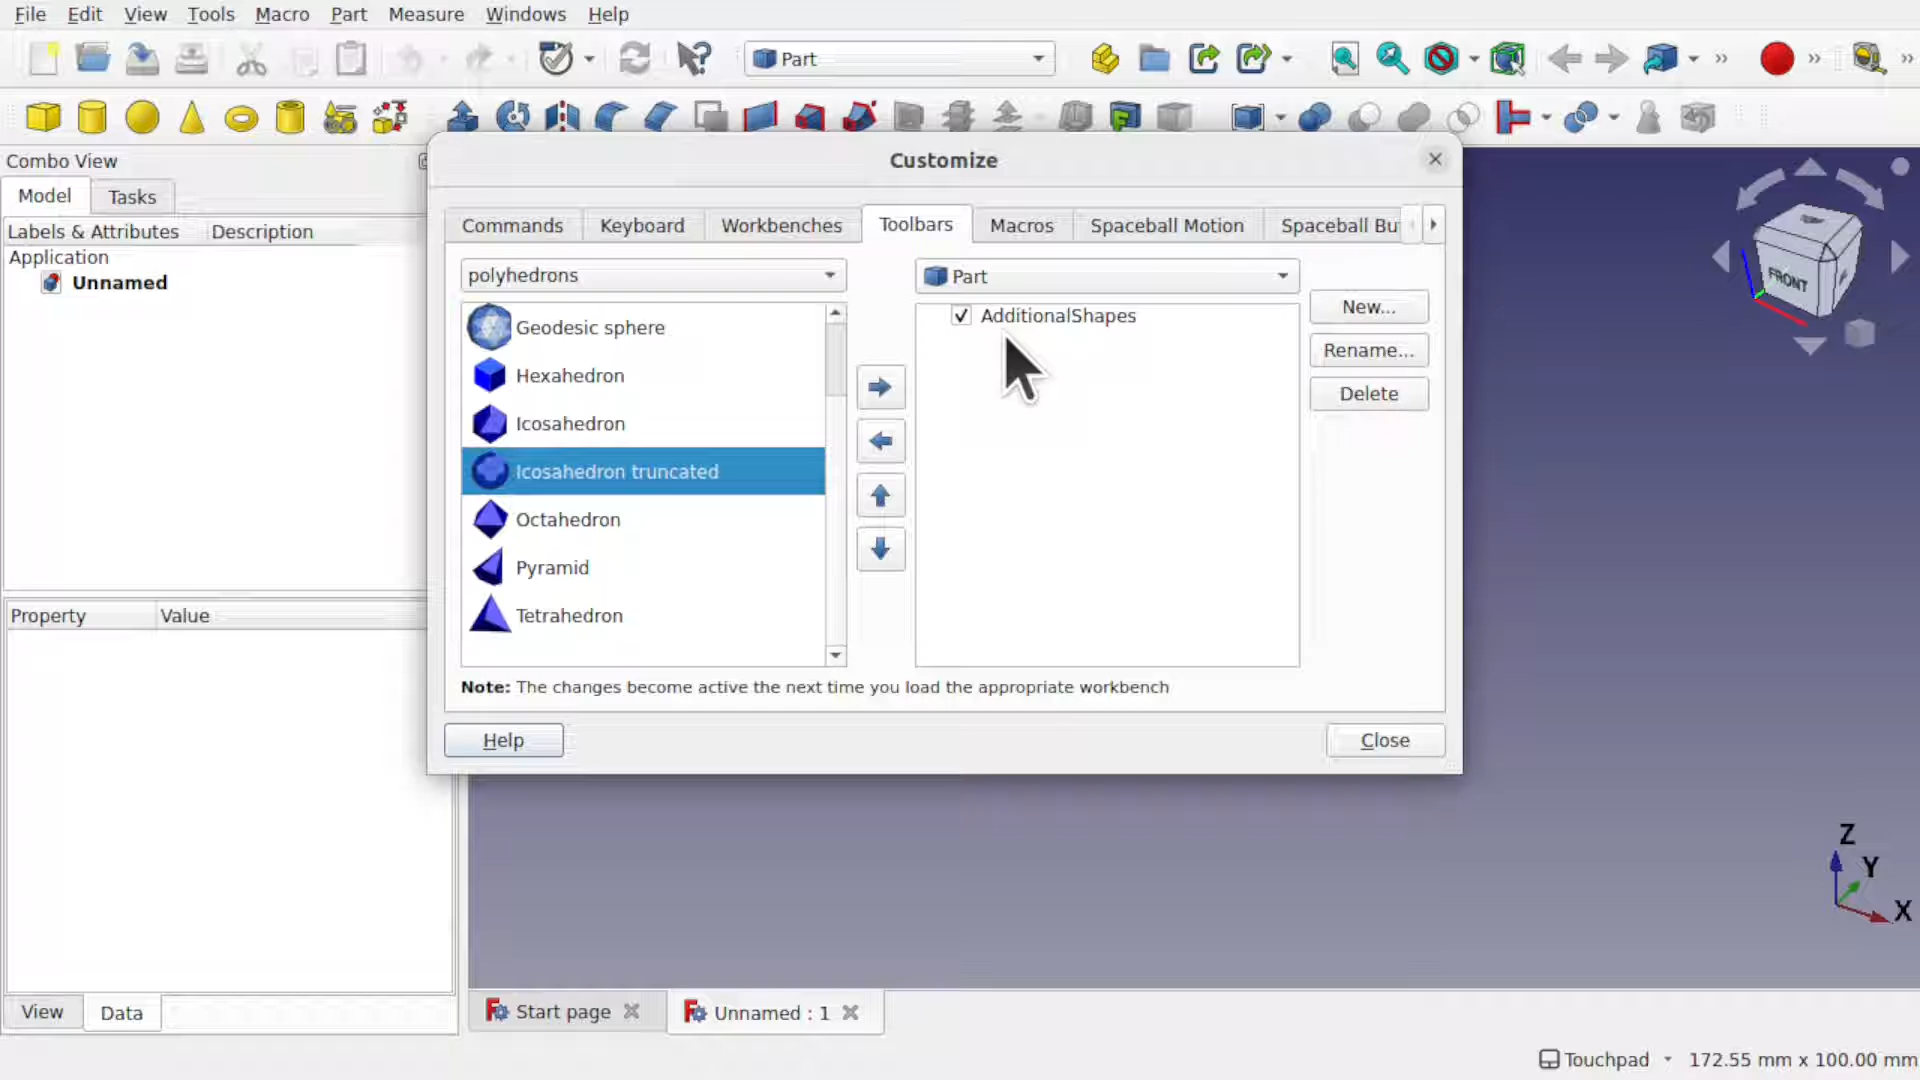 File Edit View Tools Macro Part Measure Windows Help
Part
»
»
»
Combo View
Model Tasks
Labels & Attributes Description
Application
Unnamed
Property Value
View Data
Customize
Commands Keyboard Workbenches Toolbars Macros Spaceball Motion Spaceball Bu
polyhedrons
Geodesic sphere
Hexahedron
Icosahedron
Icosahedron truncated
Octahedron
Pyramid
Tetrahedron
Part
AdditionalShapes
New...
Rename...
Delete
Note: The changes become active the next time you load the appropriate workbench
Help Close
FRONT
Z
Y
X
Start page Unnamed : 1
Touchpad 172.55 mm x 100.00 mm